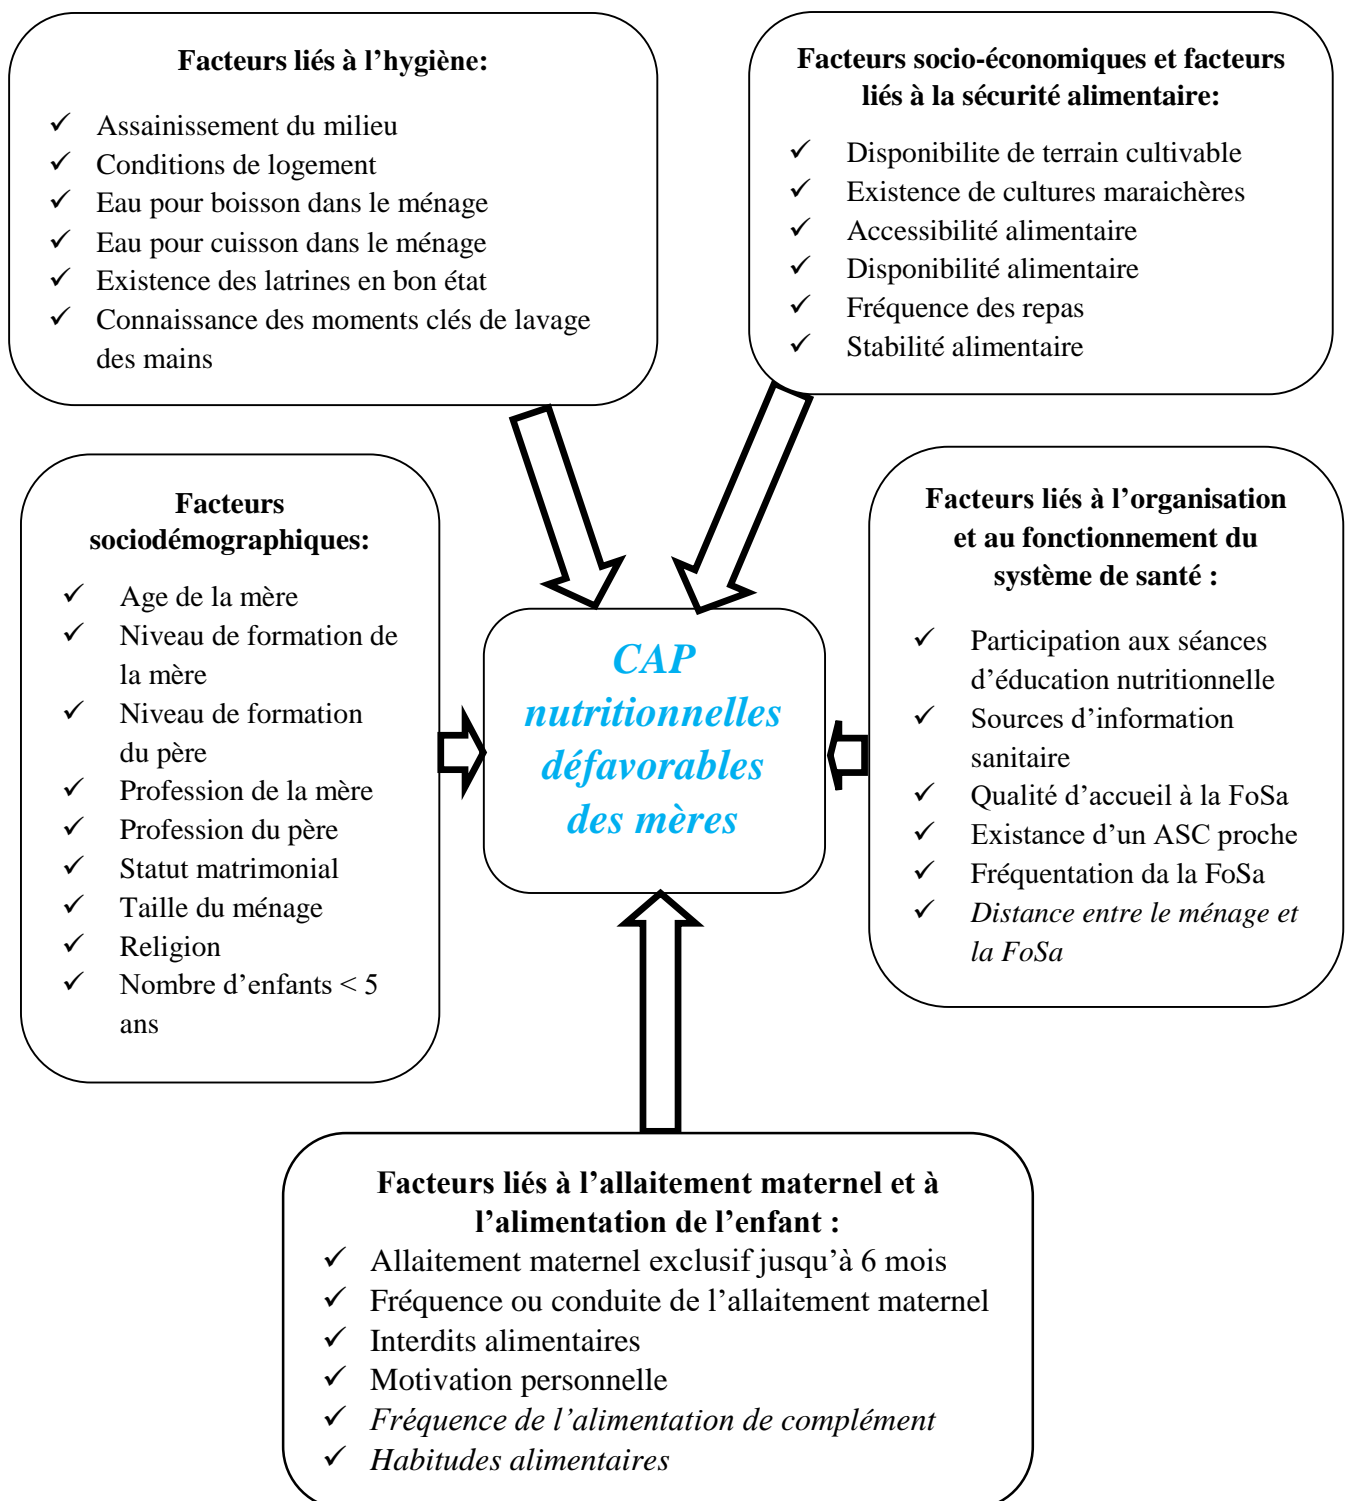 Facteurs liés à l’hygiène:
✓ Assainissement du milieu
✓ Conditions de logement
✓ Eau pour boisson dans le ménage
✓ Eau pour cuisson dans le ménage
✓ Existence des latrines en bon état
✓ Connaissance des moments clés de lavage
des mains
Facteurs socio-économiques et facteurs
liés à la sécurité alimentaire:
✓ Disponibilite de terrain cultivable
✓ Existence de cultures maraichères
✓ Accessibilité alimentaire
✓ Disponibilité alimentaire
✓ Fréquence des repas
✓ Stabilité alimentaire
Facteurs
sociodémographiques:
✓ Age de la mère
✓ Niveau de formation de
la mère
✓ Niveau de formation
du père
✓ Profession de la mère
✓ Profession du père
✓ Statut matrimonial
✓ Taille du ménage
✓ Religion
✓ Nombre d’enfants < 5
ans
CAP
nutritionnelles
défavorables
des mères
Facteurs liés à l’organisation
et au fonctionnement du
système de santé :
✓ Participation aux séances
d’éducation nutritionnelle
✓ Sources d’information
sanitaire
✓ Qualité d’accueil à la FoSa
✓ Existance d’un ASC proche
✓ Fréquentation da la FoSa
✓ Distance entre le ménage et
la FoSa
Facteurs liés à l’allaitement maternel et à
l’alimentation de l’enfant :
✓ Allaitement maternel exclusif jusqu’à 6 mois
✓ Fréquence ou conduite de l’allaitement maternel
✓ Interdits alimentaires
✓ Motivation personnelle
✓ Fréquence de l’alimentation de complément
✓ Habitudes alimentaires